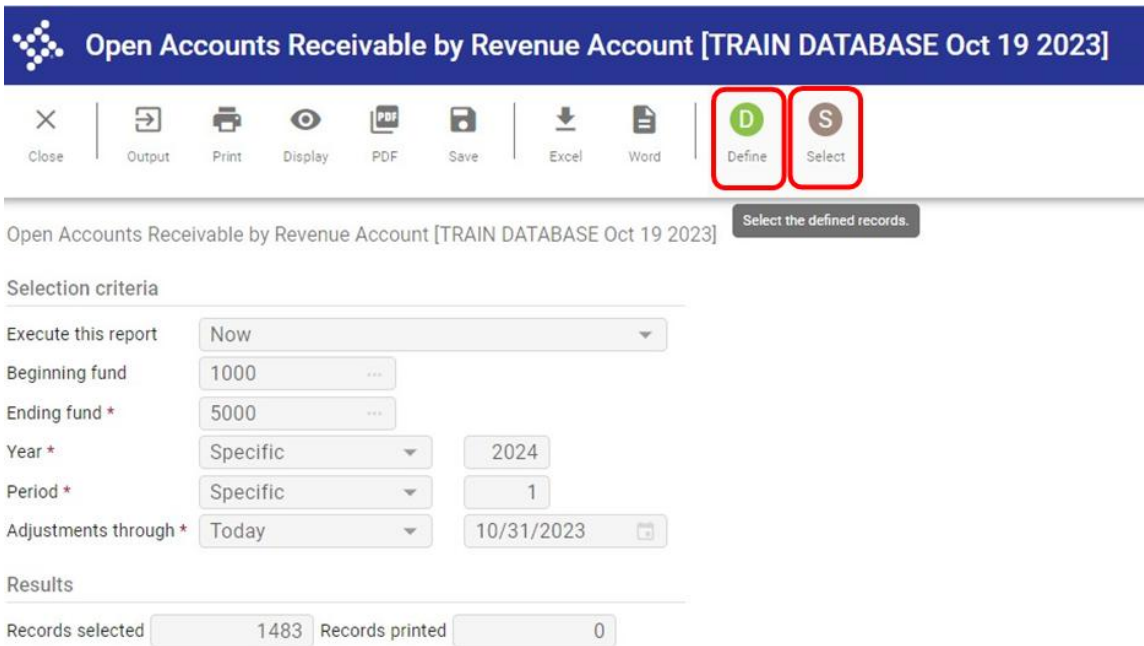 Open Accounts Receivable by Revenue Account [TRAIN DATABASE Oct 19 2023]
Close Output Print Display PDF Save Excel Word Define Select
PDF D S
Select the defined records.
Open Accounts Receivable by Revenue Account [TRAIN DATABASE Oct 19 2023]
Selection criteria
Execute this report Now
Beginning fund 1000 ...
Ending fund * 5000 ...
Year * Specific 2024
Period * Specific 1
Adjustments through * Today 10/31/2023
Results
Records selected 1483 Records printed 0